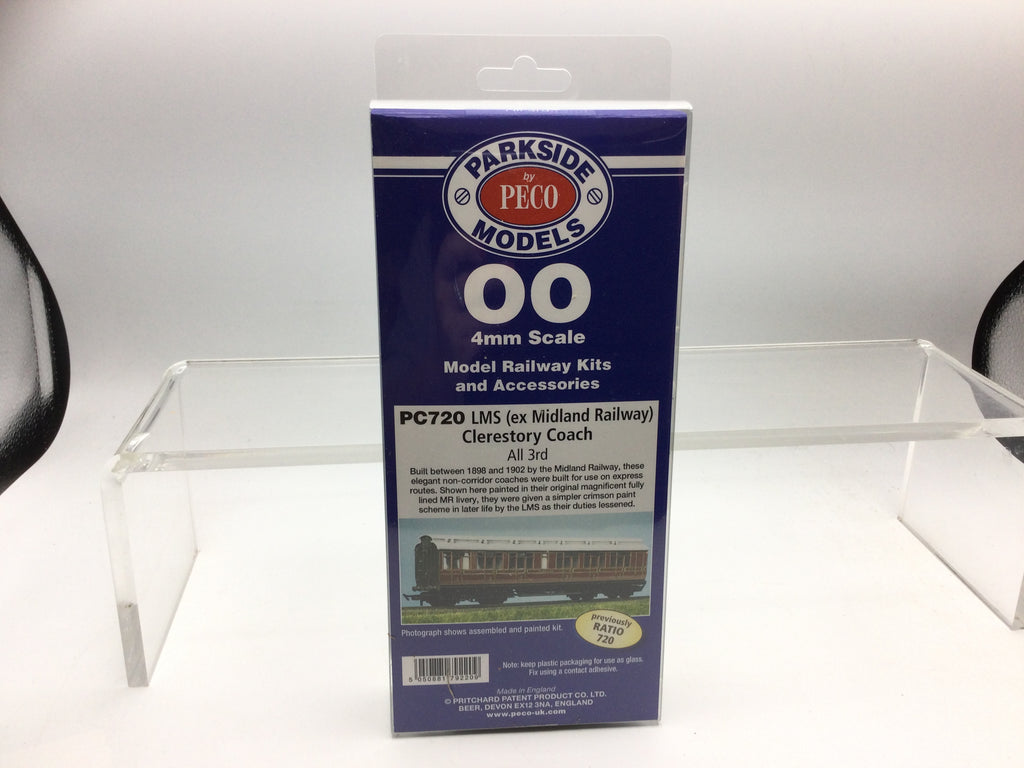 PARKSIDE
by
PECO
MODELS
OO
4mm Scale
Model Railway Kits
and Accessories
PC720 LMS (ex Midland Railway)
Clerestory Coach
All 3rd
Built between 1898 and 1902 by the Midland Railway, these
elegant non-corridor coaches were built for use on express
routes. Shown here painted in their original magnificent fully
lined MR livery, they were given a simpler crimson paint
scheme in later life by the LMS as their duties lessened.
previously
RATIO
720
Photograph shows assembled and painted kit.
Note: keep plastic packaging for use as glass.
Fix using a contact adhesive.
5 050881 792209
Made in England
© PRITCHARD PATENT PRODUCT CO. LTD.
BEER, DEVON EX12 3NA, ENGLAND
www.peco-uk.com